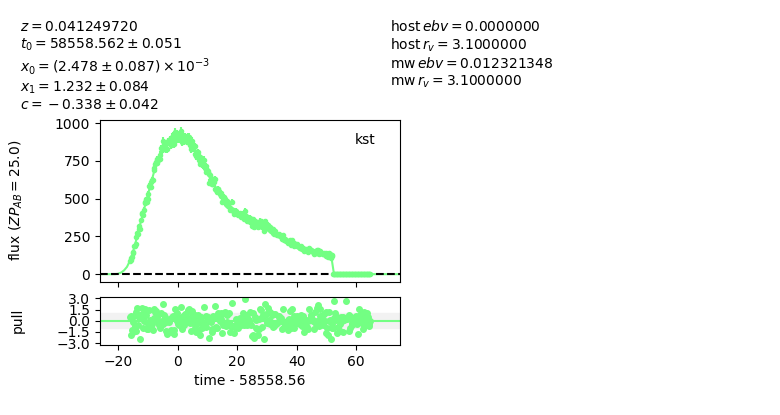 z = 0.041249720
t₀ = 58558.562 ± 0.051
x₀ = (2.478 ± 0.087) × 10⁻³
x₁ = 1.232 ± 0.084
c = −0.338 ± 0.042
host ebv = 0.0000000
host rᵥ = 3.1000000
mw ebv = 0.012321348
mw rᵥ = 3.1000000
kst
flux (ZP_AB = 25.0)
1000
750
500
250
0
pull
3.0
1.5
0.0
−1.5
−3.0
−20 0 20 40 60
time - 58558.56